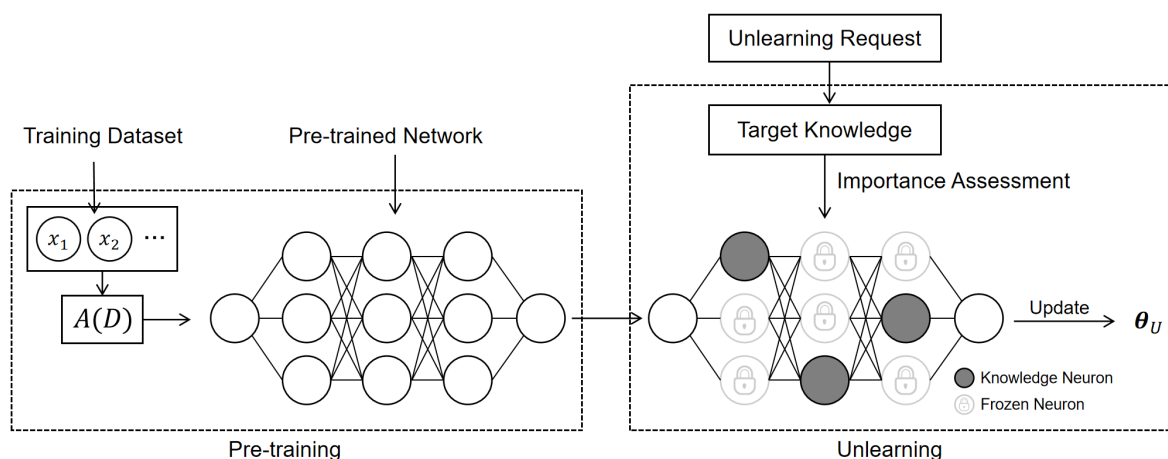 Unlearning Request
Training Dataset
Pre-trained Network
Target Knowledge
Importance Assessment
x₁ x₂ ···
A(D)
Update
θ_U
Knowledge Neuron
Frozen Neuron
Pre-training
Unlearning